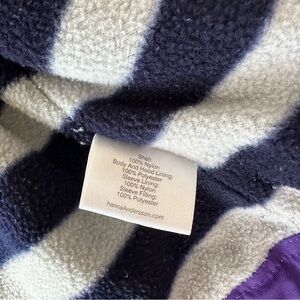 Shell:
100% Nylon
Body And Hood Lining:
100% Polyester
Sleeve Lining:
100% Nylon
Sleeve Filling:
100% Polyester
hannaAndersson.com